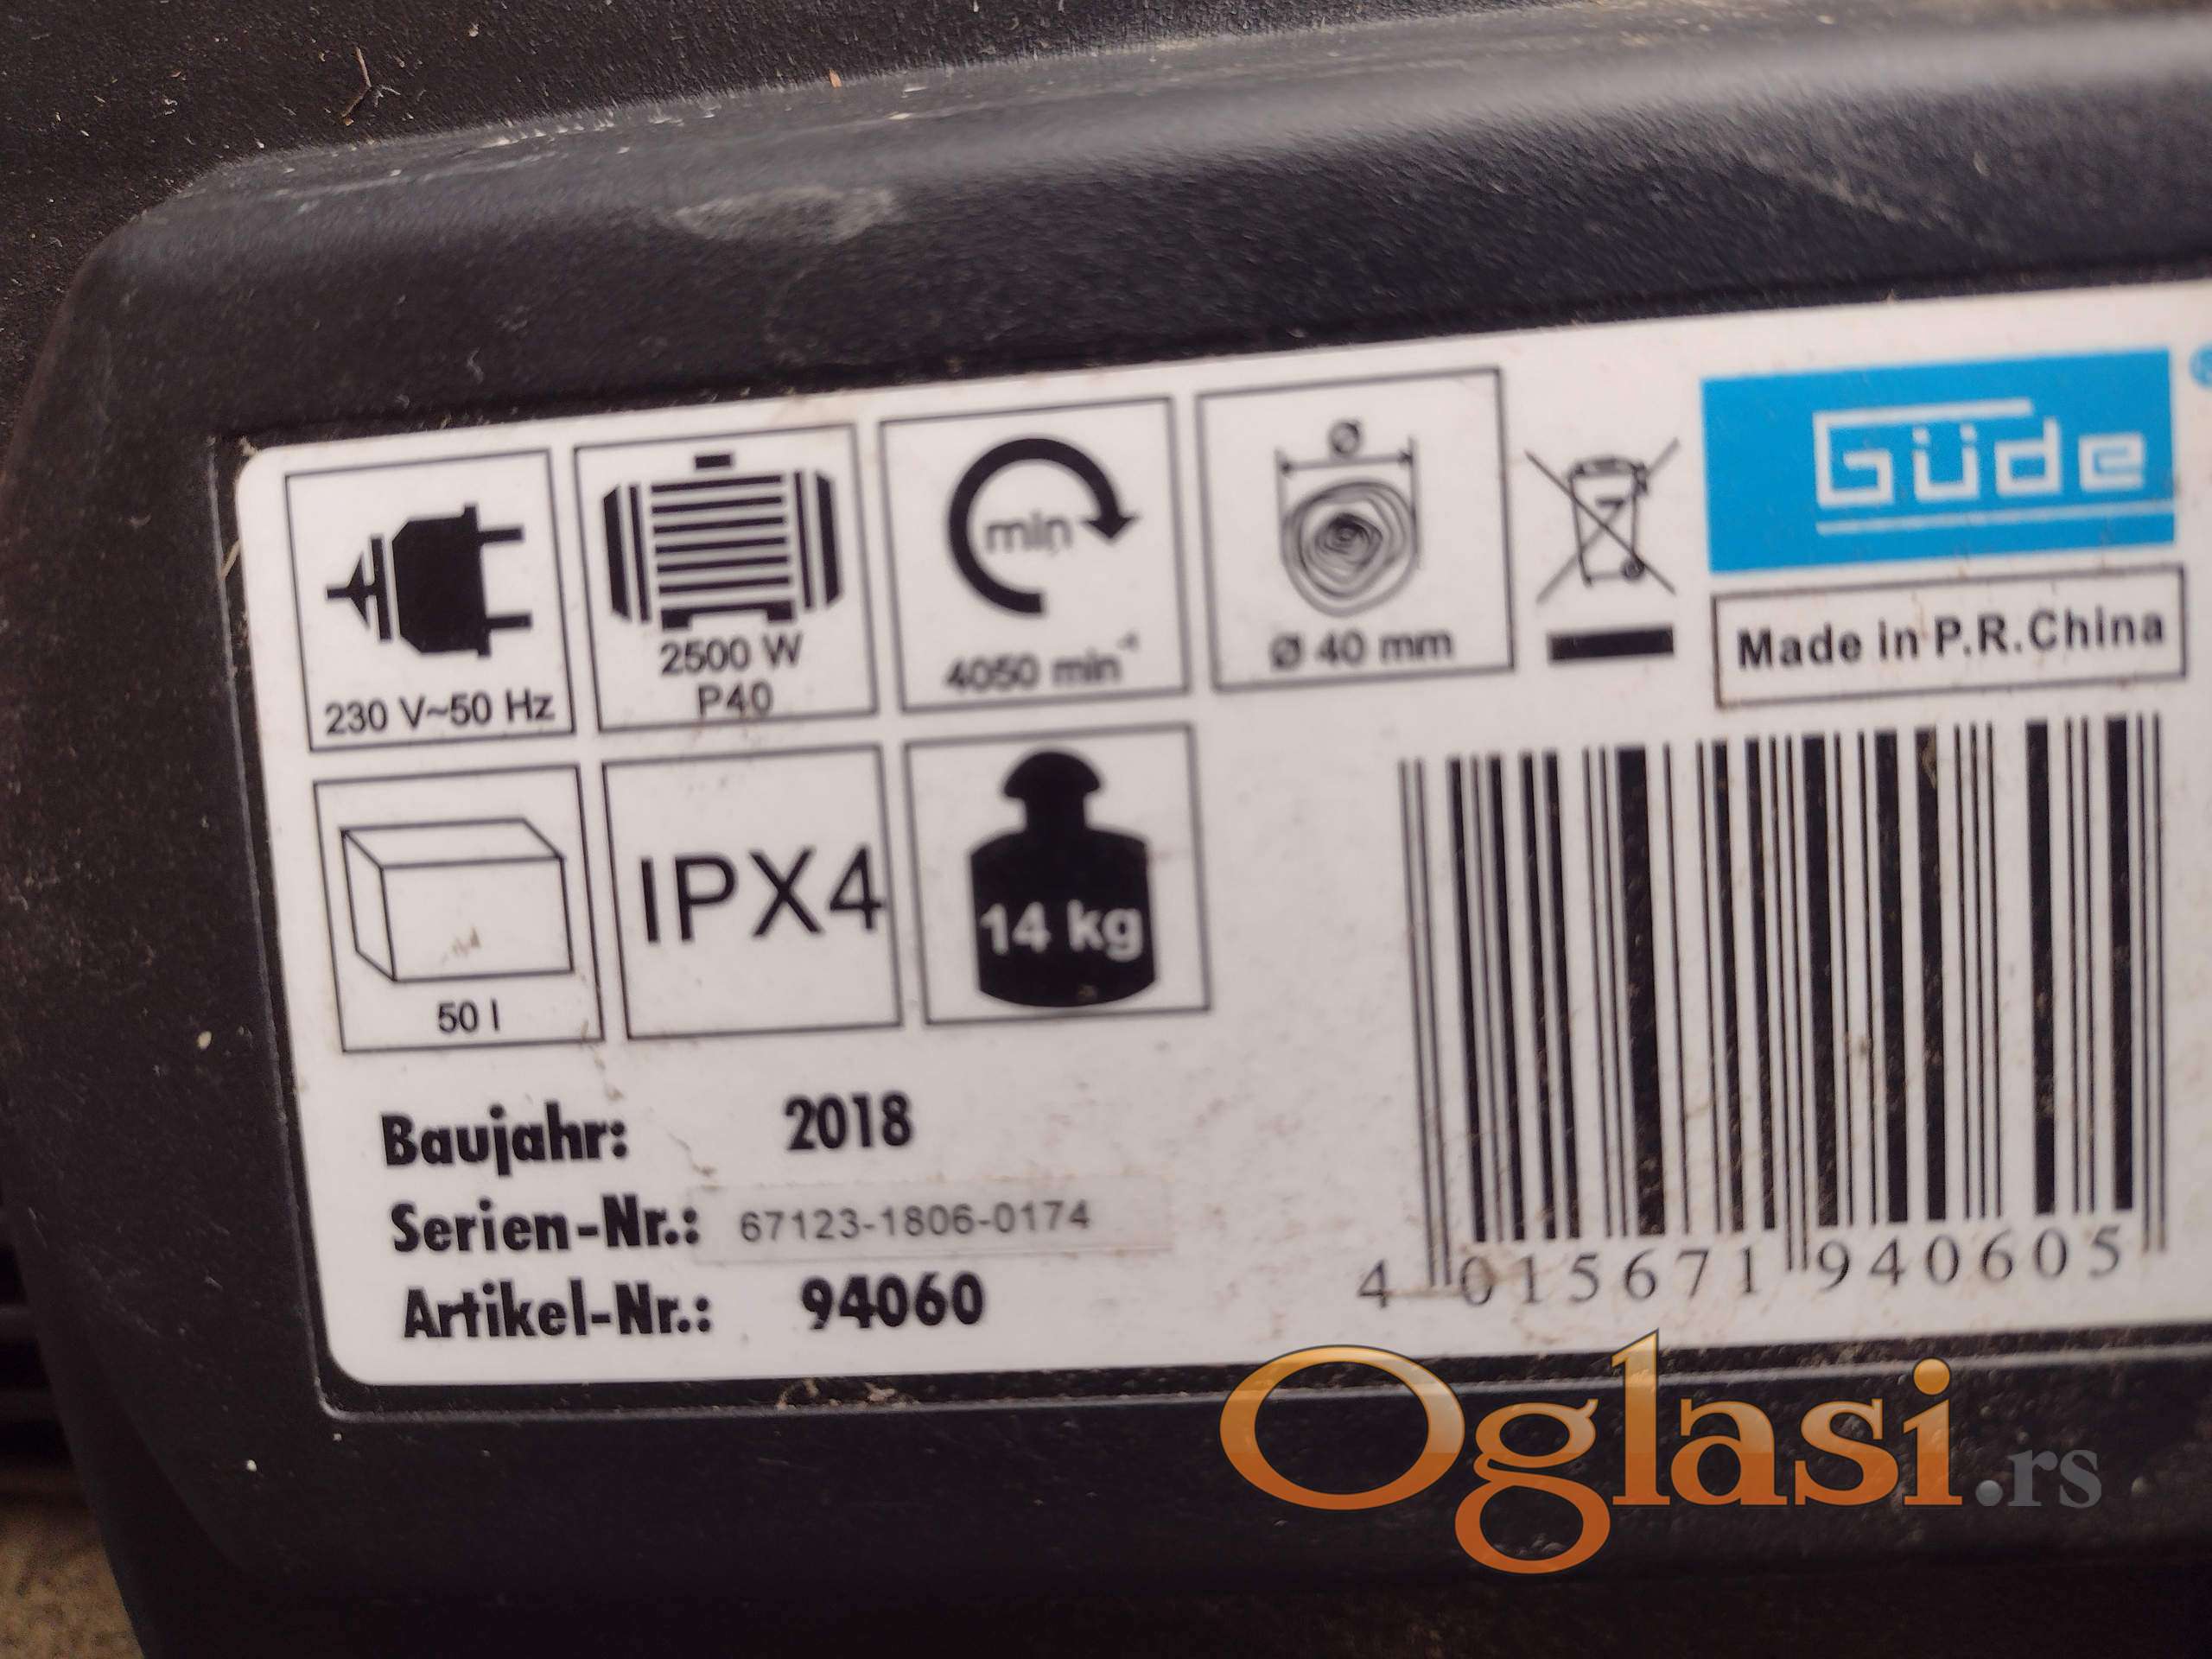 Güde
min
Ø
230 V~50 Hz
2500 W
P40
4050 min⁻¹
Ø 40 mm
Made in P.R.China
50 l
IPX4
14 kg
Baujahr: 2018
Serien-Nr.: 67123-1806-0174
Artikel-Nr.: 94060
4 015671 940605
Oglasi.rs